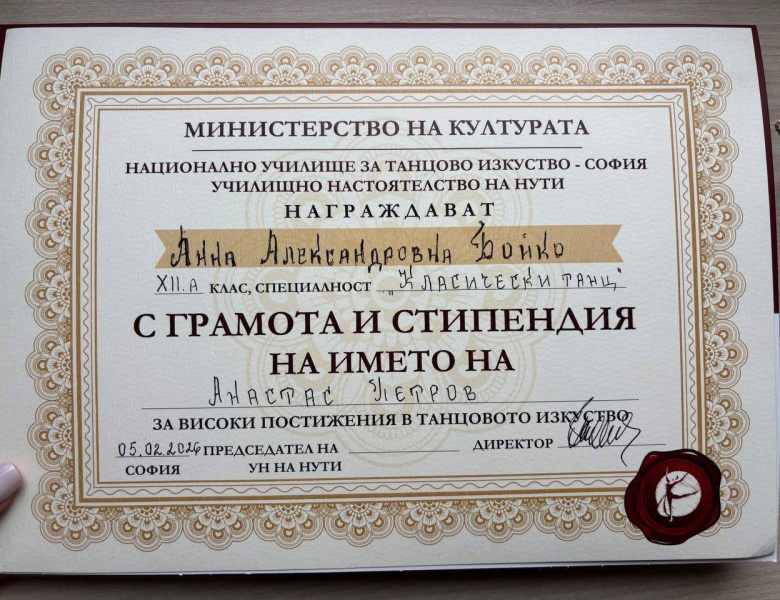 МИНИСТЕРСТВО НА КУЛТУРАТА
НАЦИОНАЛНО УЧИЛИЩЕ ЗА ТАНЦОВО ИЗКУСТВО - СОФИЯ
УЧИЛИЩНО НАСТОЯТЕЛСТВО НА НУТИ
НАГРАЖДАВАТ
Анна Александровна Бойко
XII.А КЛАС, СПЕЦИАЛНОСТ „Класически танц"
С ГРАМОТА И СТИПЕНДИЯ
НА ИМЕТО НА
Анастас Петров
ЗА ВИСОКИ ПОСТИЖЕНИЯ В ТАНЦОВОТО ИЗКУСТВО
05.02.2026 ПРЕДСЕДАТЕЛ НА ДИРЕКТОР
СОФИЯ УН НА НУТИ